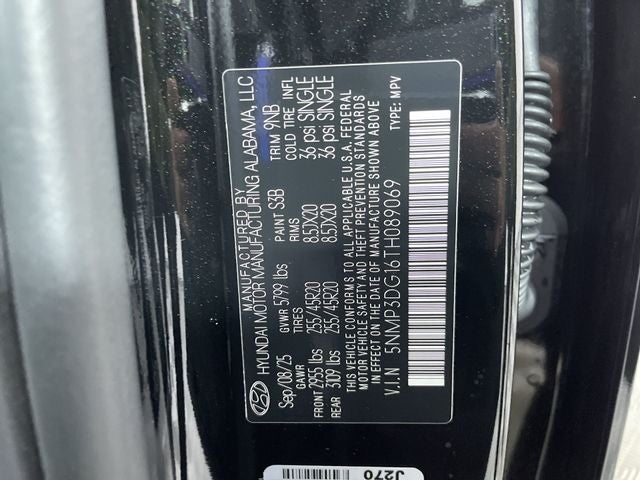 MANUFACTURED BY
HYUNDAI MOTOR MANUFACTURING ALABAMA, LLC
Sep/08/25 GVWR 5799 lbs PAINT S3B TRIM 9NB
GAWR TIRES RIMS COLD TIRE INFL
FRONT 2955 lbs 255/45R20 8.5JX20 36 psi SINGLE
REAR 3109 lbs 255/45R20 8.5JX20 36 psi SINGLE
THIS VEHICLE CONFORMS TO ALL APPLICABLE U.S.A. FEDERAL
MOTOR VEHICLE SAFETY AND THEFT PREVENTION STANDARDS
IN EFFECT ON THE DATE OF MANUFACTURE SHOWN ABOVE
V.I.N 5NMP3DG16TH089069 TYPE: MPV
J270